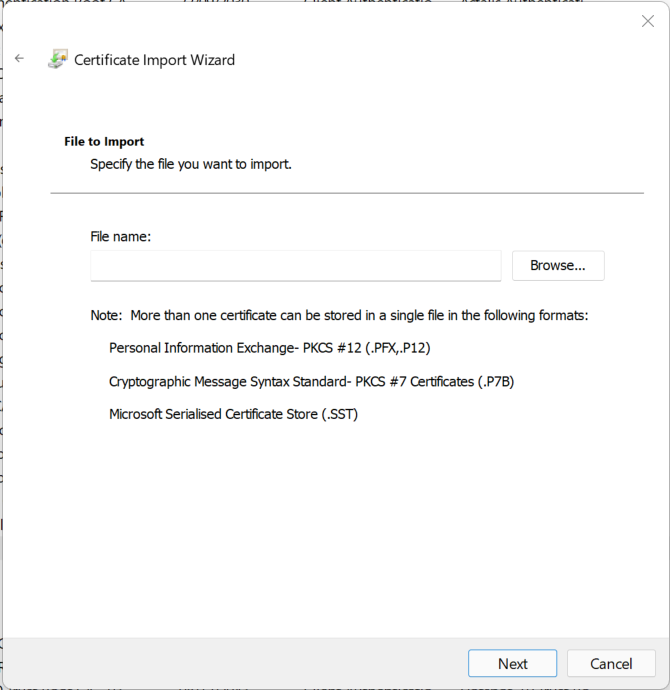 Certificate Import Wizard
File to Import
Specify the file you want to import.
File name:
Browse...
Note:  More than one certificate can be stored in a single file in the following formats:
Personal Information Exchange- PKCS #12 (.PFX,.P12)
Cryptographic Message Syntax Standard- PKCS #7 Certificates (.P7B)
Microsoft Serialised Certificate Store (.SST)
Next
Cancel